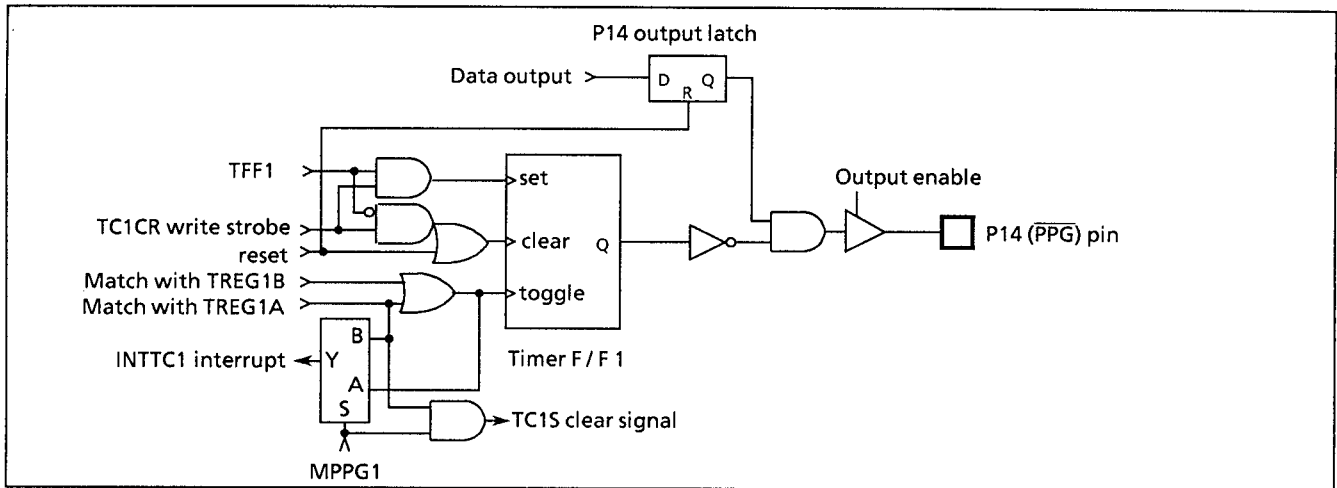 P14 output latch
Data output
D Q
R
TFF1
set
Output enable
TC1CR write strobe
clear
Q
P14 (P̅P̅G̅) pin
reset
Match with TREG1B
toggle
Match with TREG1A
B
INTTC1 interrupt
Y
Timer F / F 1
A
S
TC1S clear signal
MPPG1